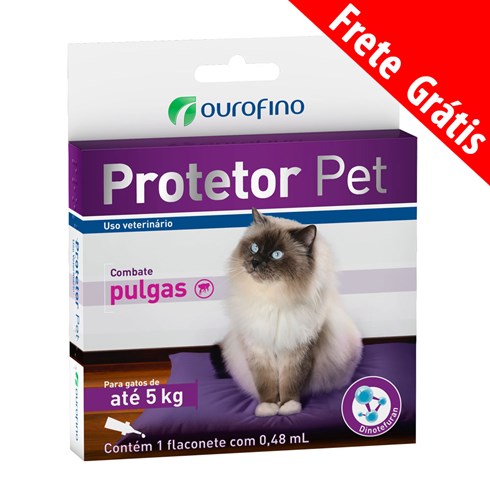 Frete Grátis
ourofino
Protetor Pet
Uso veterinário
Combate
pulgas
Protetor Pet
Para gatos de
até 5 kg
Dinotefuran
Contém 1 flaconete com 0,48 mL